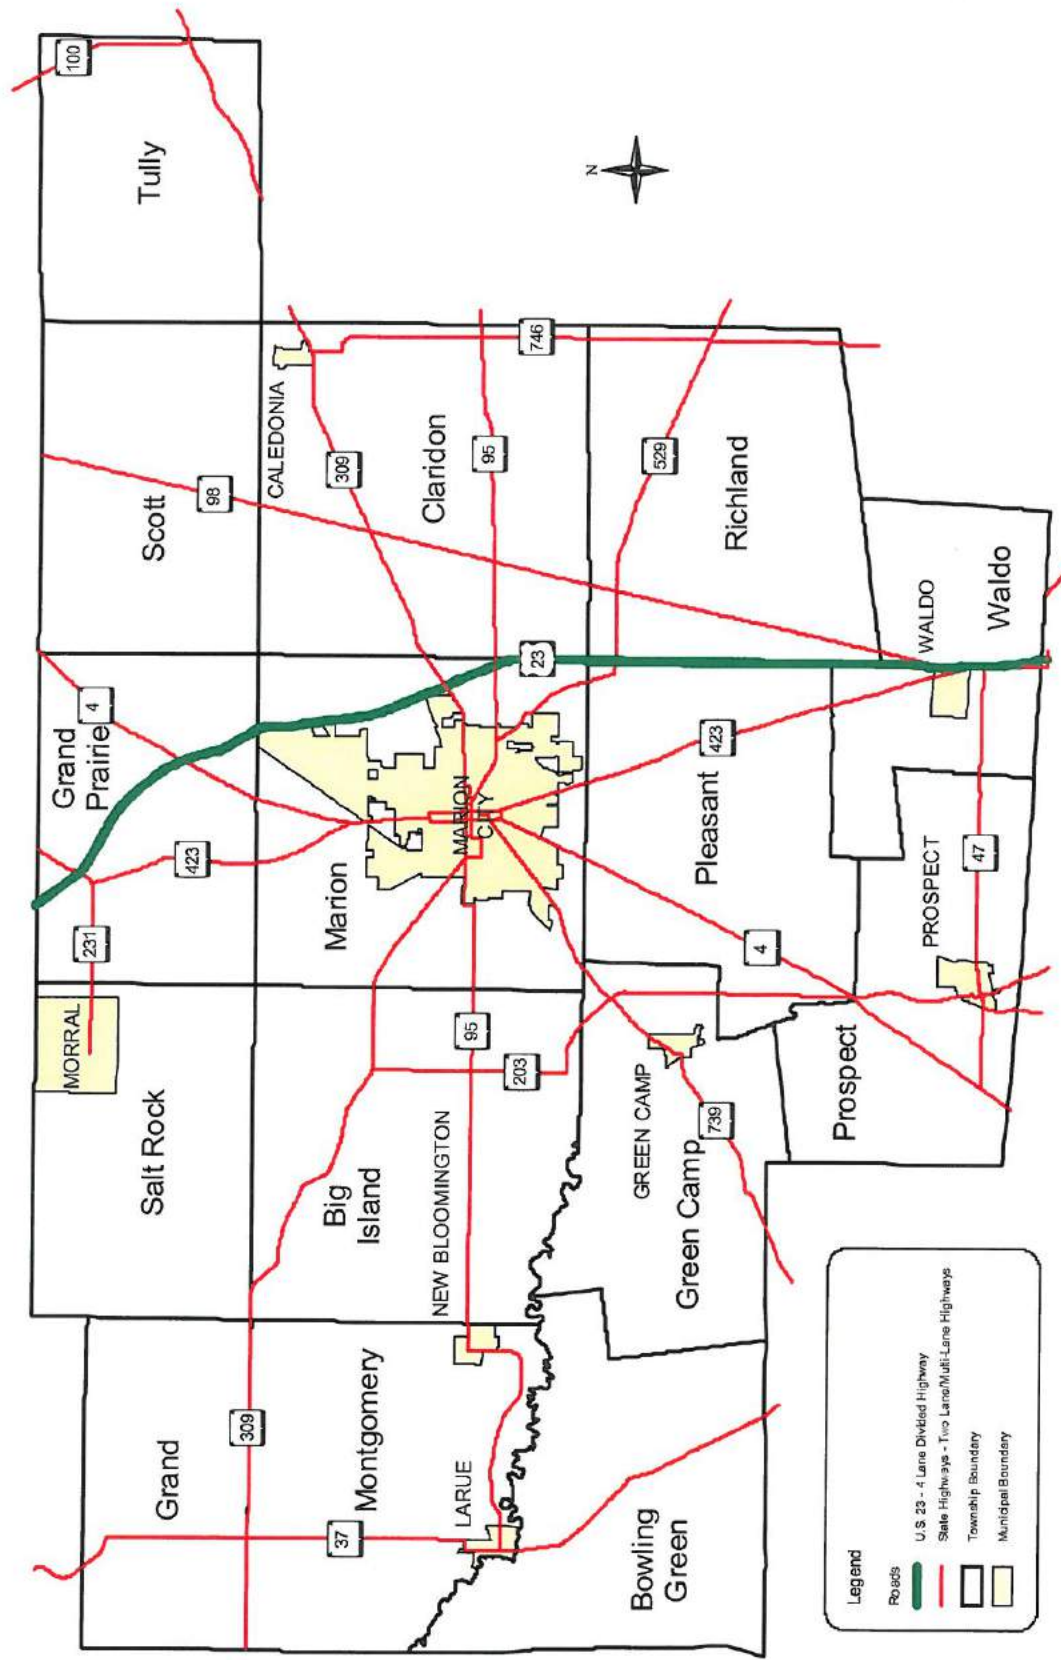 100
Tully
N
Scott
98
CALEDONIA
309
Claridon
95
746
529
Richland
4
Grand
Prairie
423
231
MORRAL
Marion
MARION
CITY
23
Pleasant
423
WALDO
Waldo
PROSPECT
47
4
Prospect
Salt Rock
Big
Island
NEW BLOOMINGTON
95
203
GREEN CAMP
739
Green Camp
Grand
309
Montgomery
37
LARUE
Bowling
Green
Legend
Roads
U.S. 23 - 4 Lane Divided Highway
State Highways - Two Lane/Multi-Lane Highways
Township Boundary
Municipal Boundary